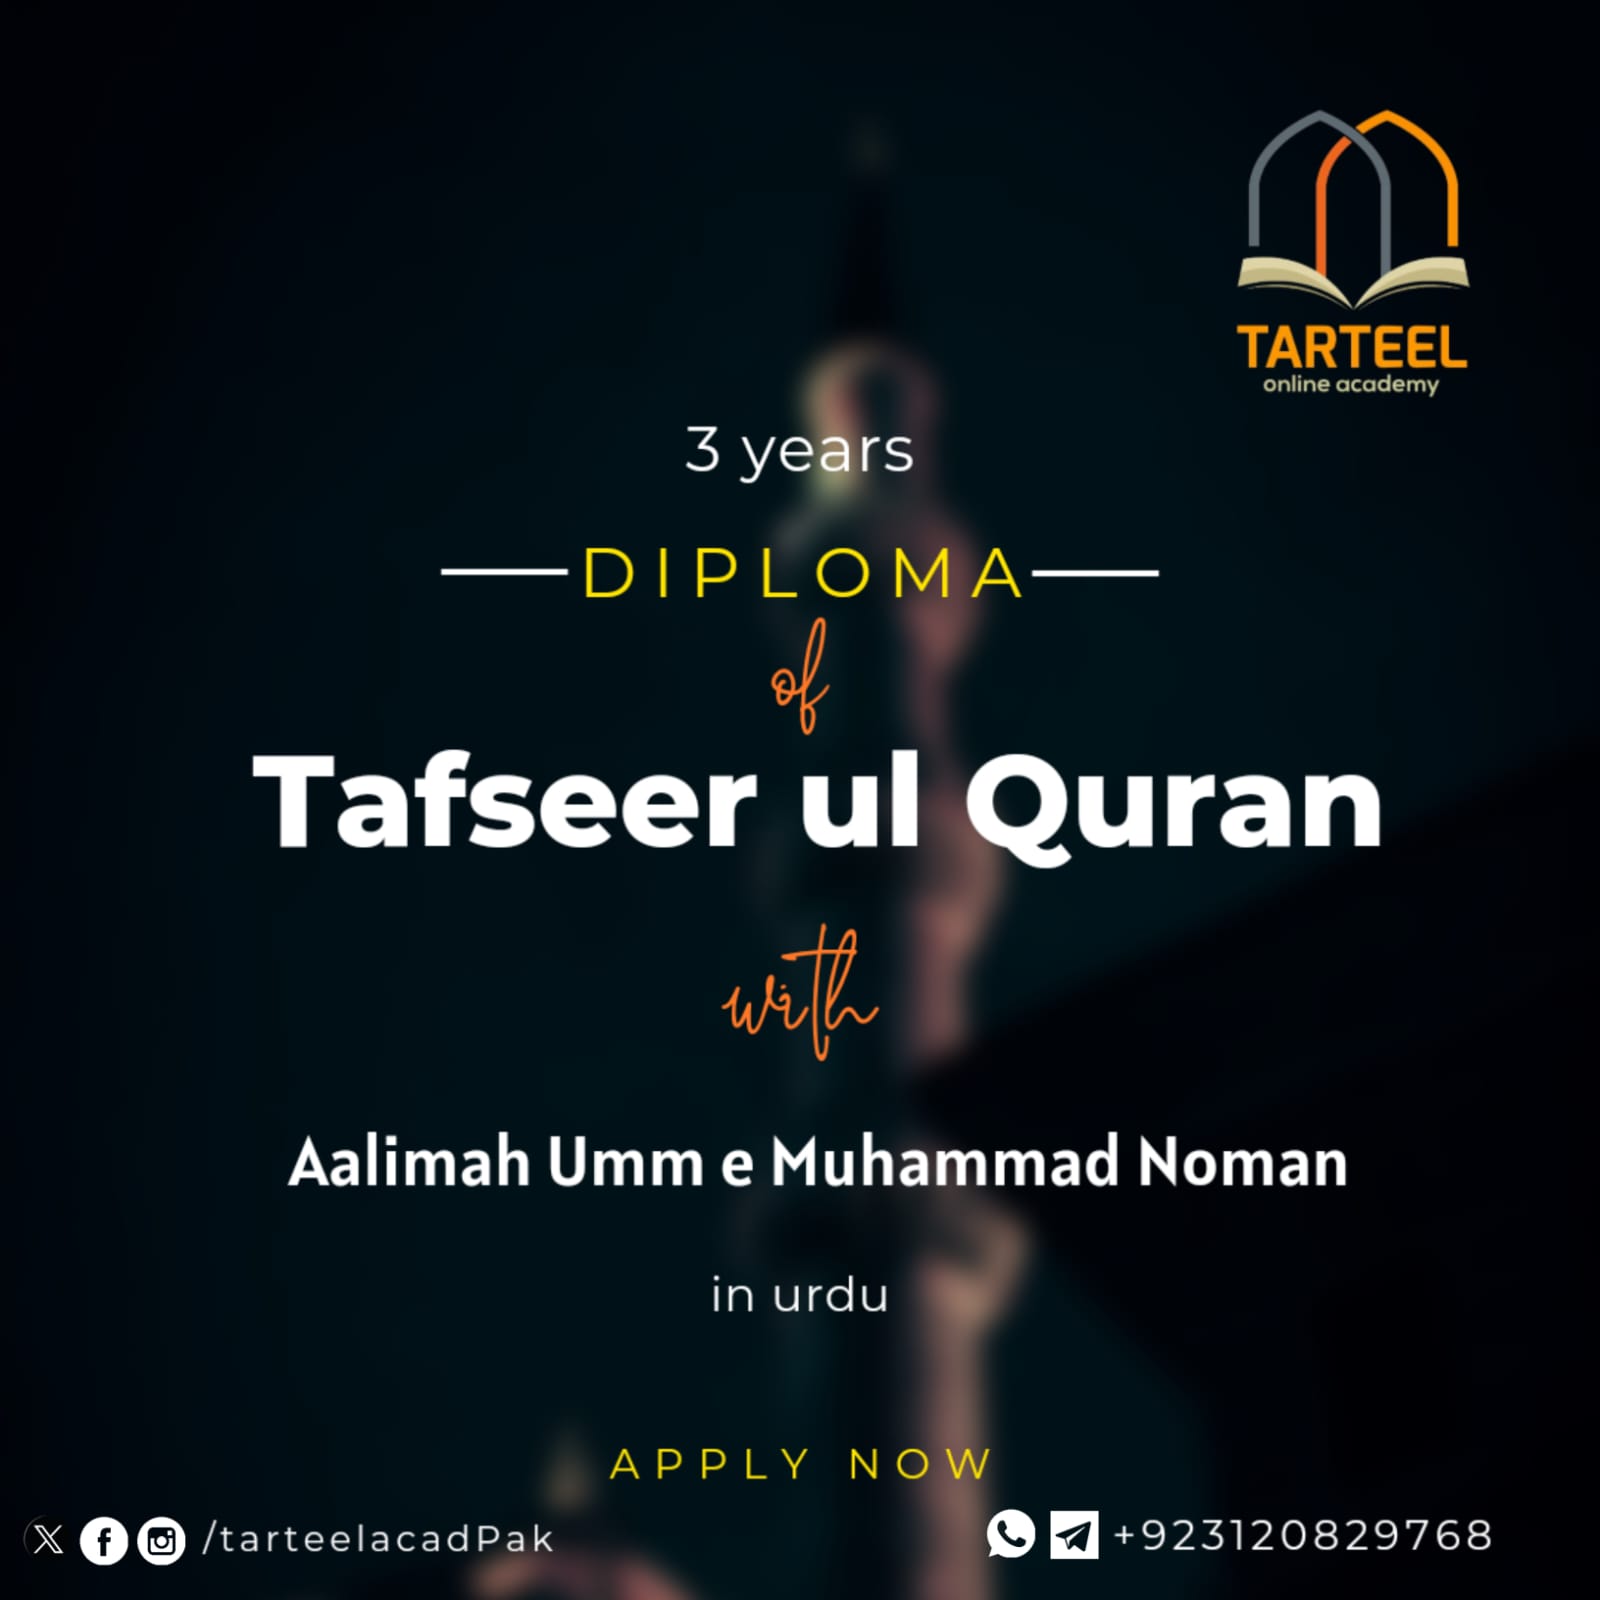 TARTEEL
online academy
3 years
DIPLOMA
of
Tafseer ul Quran
with
Aalimah Umm e Muhammad Noman
in urdu
APPLY NOW
/tarteelacadPak
+923120829768